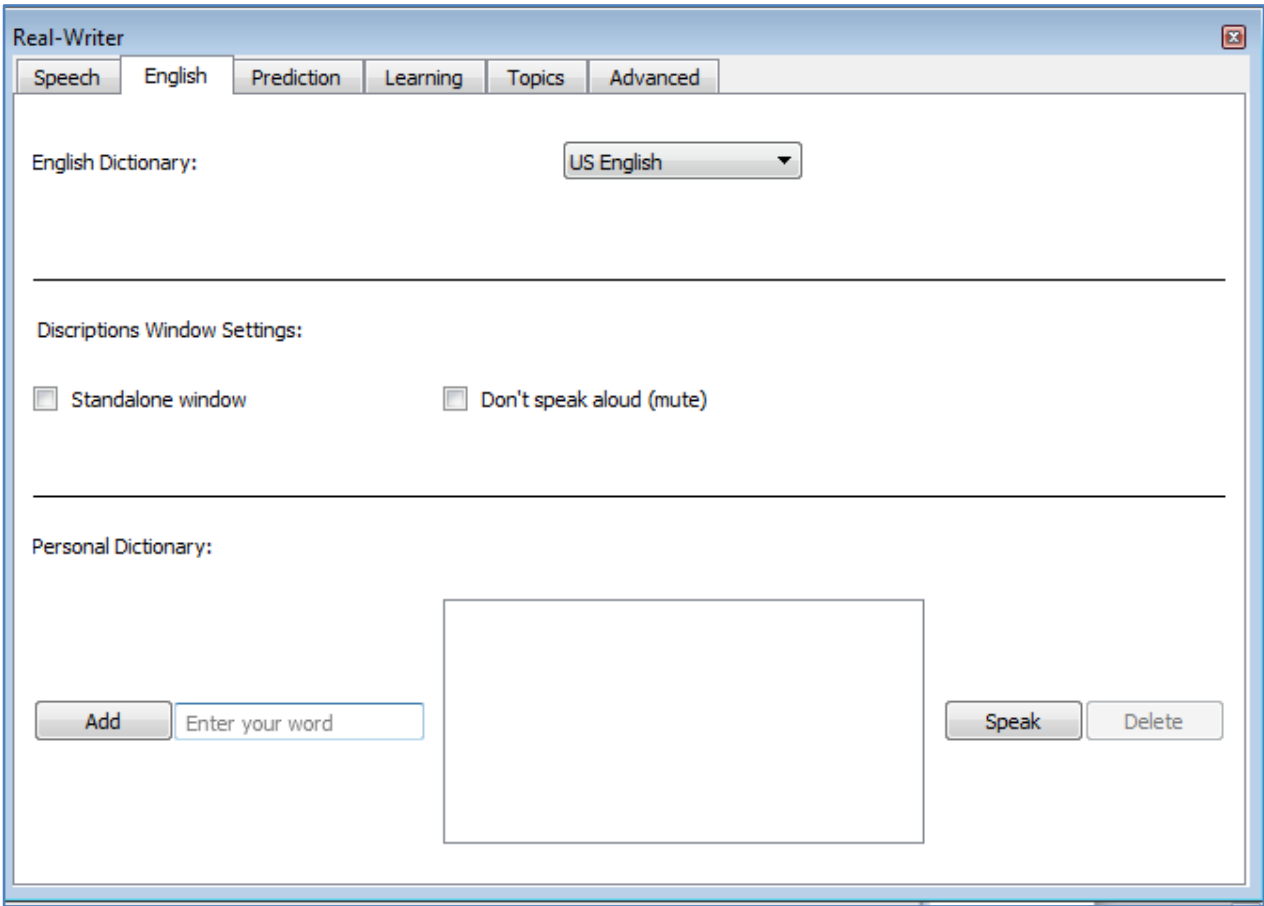 Real-Writer
Speech English Prediction Learning Topics Advanced
English Dictionary: US English
Discriptions Window Settings:
Standalone window Don't speak aloud (mute)
Personal Dictionary:
Add Enter your word Speak Delete